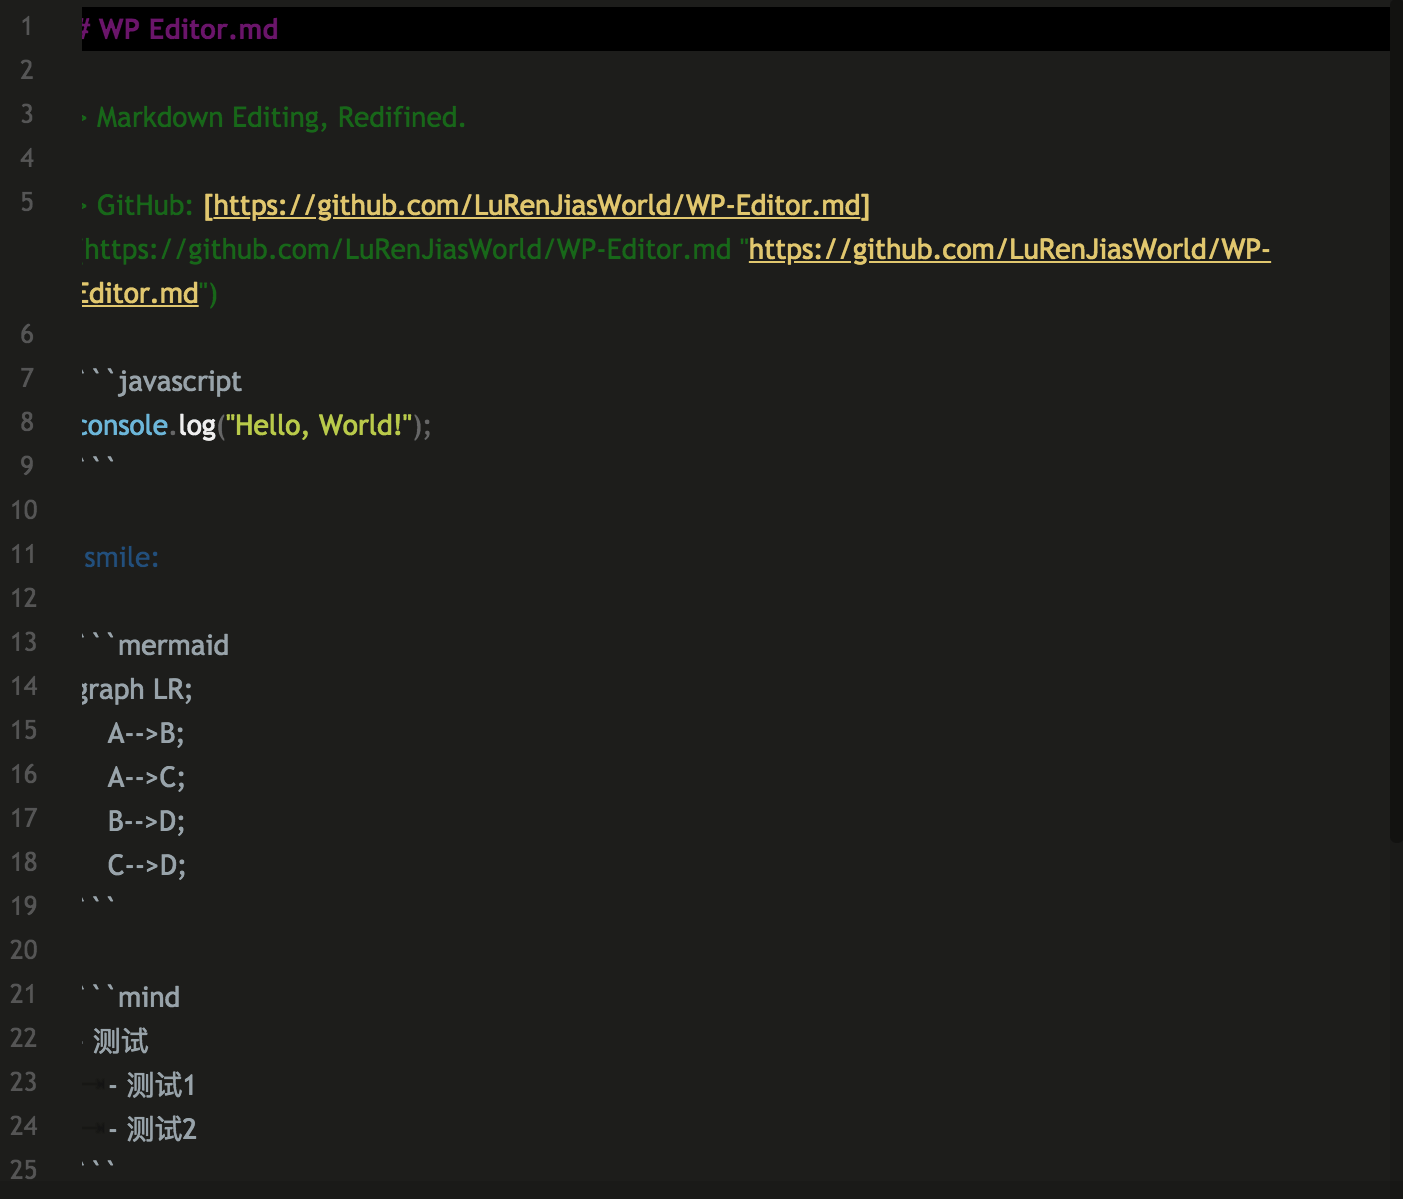 1 # WP Editor.md
2
3 > Markdown Editing, Redifined.
4
5 > GitHub: [https://github.com/LuRenJiasWorld/WP-Editor.md]
https://github.com/LuRenJiasWorld/WP-Editor.md "https://github.com/LuRenJiasWorld/WP-
Editor.md")
6
7 ```javascript
8 console.log("Hello, World!");
9 ```
10
11 smile:
12
13 ```mermaid
14 graph LR;
15 A-->B;
16 A-->C;
17 B-->D;
18 C-->D;
19 ```
20
21 ```mind
22 - 测试
23 - 测试1
24 - 测试2
25 ```